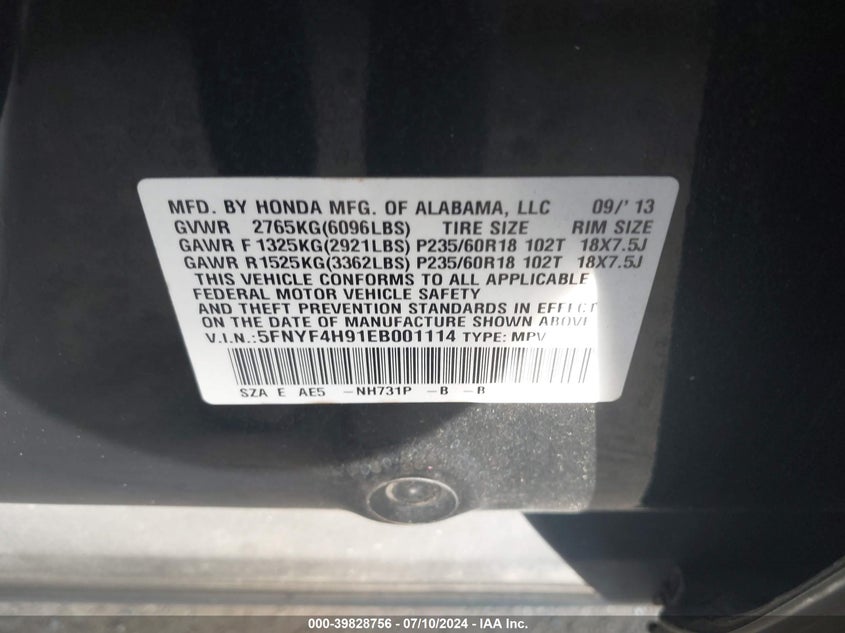 MFD. BY HONDA MFG. OF ALABAMA, LLC 09/' 13
GVWR 2765KG(6096LBS) TIRE SIZE RIM SIZE
GAWR F 1325KG(2921LBS) P235/60R18 102T 18X7.5J
GAWR R1525KG(3362LBS) P235/60R18 102T 18X7.5J
THIS VEHICLE CONFORMS TO ALL APPLICABLE
FEDERAL MOTOR VEHICLE SAFETY
AND THEFT PREVENTION STANDARDS IN EFFECT
ON THE DATE OF MANUFACTURE SHOWN ABOVE
V.I.N.:5FNYF4H91EB001114 TYPE: MPV
SZA E AE5 -NH731P -B -B
000-39828756 - 07/10/2024 - IAA Inc.